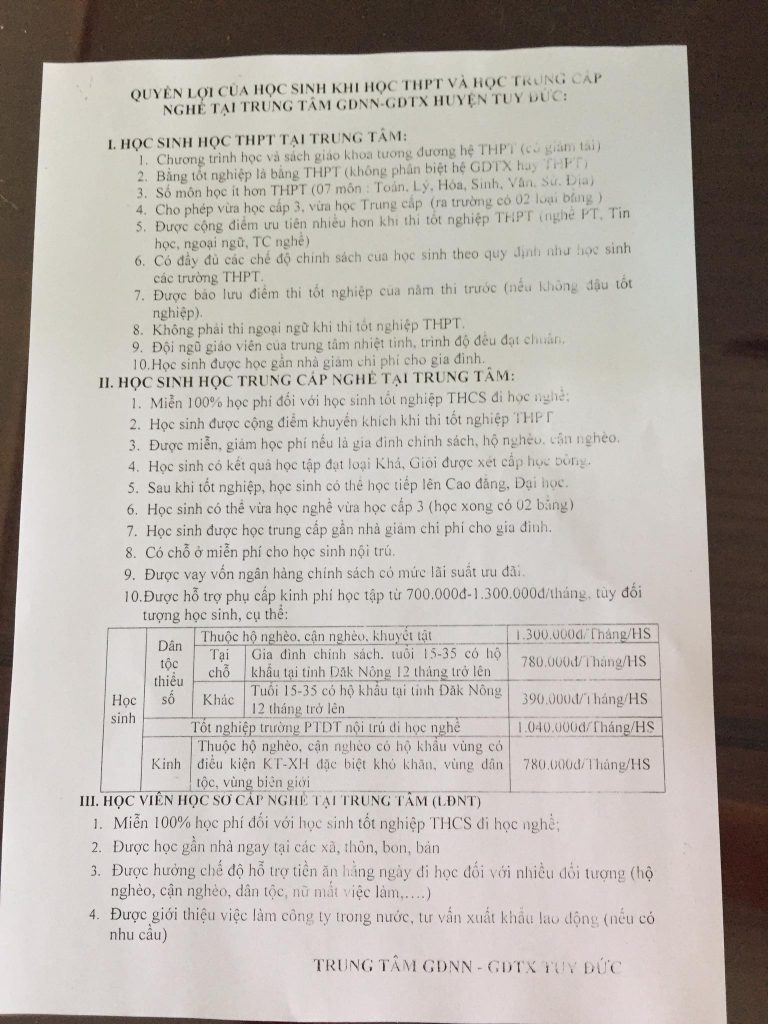 QUYỀN LỢI CỦA HỌC SINH KHI HỌC THPT VÀ HỌC TRUNG CẤP
NGHỀ TẠI TRUNG TÂM GDNN-GDTX HUYỆN TUY ĐỨC:
I. HỌC SINH HỌC THPT TẠI TRUNG TÂM:
1. Chương trình học và sách giáo khoa tương đương hệ THPT (có giảm tải)
2. Bằng tốt nghiệp là bằng THPT (không phân biệt hệ GDTX hay THPT)
3. Số môn học ít hơn THPT (07 môn : Toán, Lý, Hóa, Sinh, Văn, Sử, Địa)
4. Cho phép vừa học cấp 3, vừa học Trung cấp (ra trường có 02 loại bằng )
5. Được cộng điểm ưu tiên nhiều hơn khi thi tốt nghiệp THPT (nghề PT, Tin
học, ngoại ngữ, TC nghề)
6. Có đầy đủ các chế độ chính sách của học sinh theo quy định như học sinh
các trường THPT.
7. Được bảo lưu điểm thi tốt nghiệp của năm thi trước (nếu không đậu tốt
nghiệp).
8. Không phải thi ngoại ngữ khi thi tốt nghiệp THPT.
9. Đội ngũ giáo viên của trung tâm nhiệt tình, trình độ đều đạt chuẩn.
10.Học sinh được học gần nhà giảm chi phí cho gia đình.
II. HỌC SINH HỌC TRUNG CẤP NGHỀ TẠI TRUNG TÂM:
1. Miễn 100% học phí đối với học sinh tốt nghiệp THCS đi học nghề;
2. Học sinh được cộng điểm khuyến khích khi thi tốt nghiệp THPT
3. Được miễn, giảm học phí nếu là gia đình chính sách, hộ nghèo, cận nghèo.
4. Học sinh có kết quả học tập đạt loại Khá, Giỏi được xét cấp học bổng.
5. Sau khi tốt nghiệp, học sinh có thể học tiếp lên Cao đẳng, Đại học.
6. Học sinh có thể vừa học nghề vừa học cấp 3 (học xong có 02 bằng)
7. Học sinh được học trung cấp gần nhà giảm chi phí cho gia đình.
8. Có chỗ ở miễn phí cho học sinh nội trú.
9. Được vay vốn ngân hàng chính sách có mức lãi suất ưu đãi.
10.Được hỗ trợ phụ cấp kinh phí học tập từ 700.000đ-1.300.000đ/tháng, tùy đối
tượng học sinh, cụ thể:
Học sinh
Dân tộc thiểu số
Thuộc hộ nghèo, cận nghèo, khuyết tật 1.300.000đ/Tháng/HS
Tại chỗ
Gia đình chính sách, tuổi 15-35 có hộ
khẩu tại tỉnh Đăk Nông 12 tháng trở lên
780.000đ/Tháng/HS
Khác
Tuổi 15-35 có hộ khẩu tại tỉnh Đăk Nông
12 tháng trở lên
390.000đ/Tháng/HS
Tốt nghiệp trường PTDT nội trú đi học nghề 1.040.000đ/Tháng/HS
Kinh
Thuộc hộ nghèo, cận nghèo có hộ khẩu vùng có
điều kiện KT-XH đặc biệt khó khăn, vùng dân
tộc, vùng biên giới
780.000đ/Tháng/HS
III. HỌC VIÊN HỌC SƠ CẤP NGHỀ TẠI TRUNG TÂM (LĐNT)
1. Miễn 100% học phí đối với học sinh tốt nghiệp THCS đi học nghề;
2. Được học gần nhà ngay tại các xã, thôn, bon, bản
3. Được hưởng chế độ hỗ trợ tiền ăn hằng ngày đi học đối với nhiều đối tượng (hộ
nghèo, cận nghèo, dân tộc, nữ mất việc làm,....)
4. Được giới thiệu việc làm công ty trong nước, tư vấn xuất khẩu lao động (nếu có
nhu cầu)
TRUNG TÂM GDNN - GDTX TUY ĐỨC